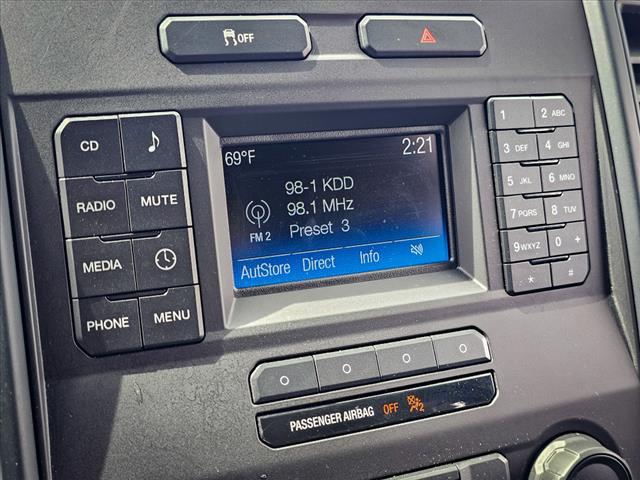 OFF
CD
RADIO MUTE
MEDIA
PHONE MENU
69°F 2:21
98-1 KDD
98.1 MHz
FM 2 Preset 3
AutStore Direct Info
1 2 ABC
3 DEF 4 GHI
5 JKL 6 MNO
7 PQRS 8 TUV
9 WXYZ 0 +
* #
PASSENGER AIRBAG OFF 2